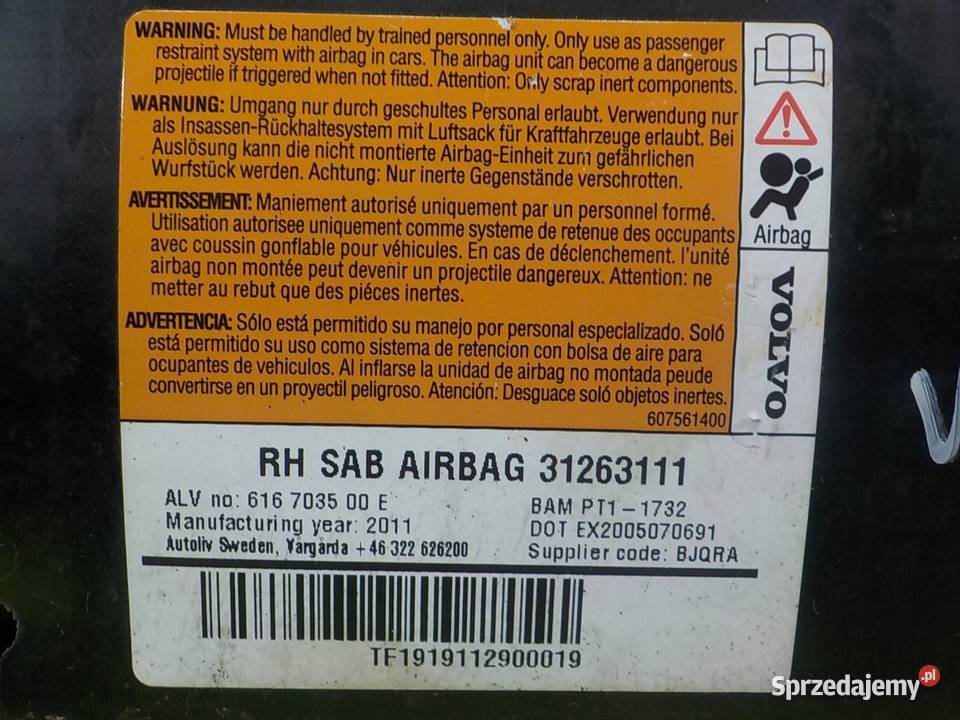 WARNING: Must be handled by trained personnel only. Only use as passenger
restraint system with airbag in cars. The airbag unit can become a dangerous
projectile if triggered when not fitted. Attention: Only scrap inert components.
WARNUNG: Umgang nur durch geschultes Personal erlaubt. Verwendung nur
als Insassen-Rückhaltesystem mit Luftsack für Kraftfahrzeuge erlaubt. Bei
Auslösung kann die nicht montierte Airbag-Einheit zum gefährlichen
Wurfstück werden. Achtung: Nur inerte Gegenstände verschrotten.
AVERTISSEMENT: Maniement autorisé uniquement par un personnel formé.
Utilisation autorisee uniquement comme systeme de retenue des occupants
avec coussin gonflable pour véhicules. En cas de déclenchement. l'unité
airbag non montée peut devenir un projectile dangereux. Attention: ne
metter au rebut que des piéces inertes.
ADVERTENCIA: Sólo está permitido su manejo por personal especializado. Soló
está permitido su uso como sistema de retencion con bolsa de aire para
ocupantes de vehiculos. Al inflarse la unidad de airbag no montada peude
convertirse en un proyectil peligroso. Atención: Desguace soló objetos inertes.
607561400
Airbag
VOLVO
RH SAB AIRBAG 31263111
ALV no: 616 7035 00 E
Manufacturing year: 2011
Autoliv Sweden, Vårgårda +46 322 626200
BAM PT1-1732
DOT EX2005070691
Supplier code: BJQRA
TF1919112900019
Sprzedajemy.pl